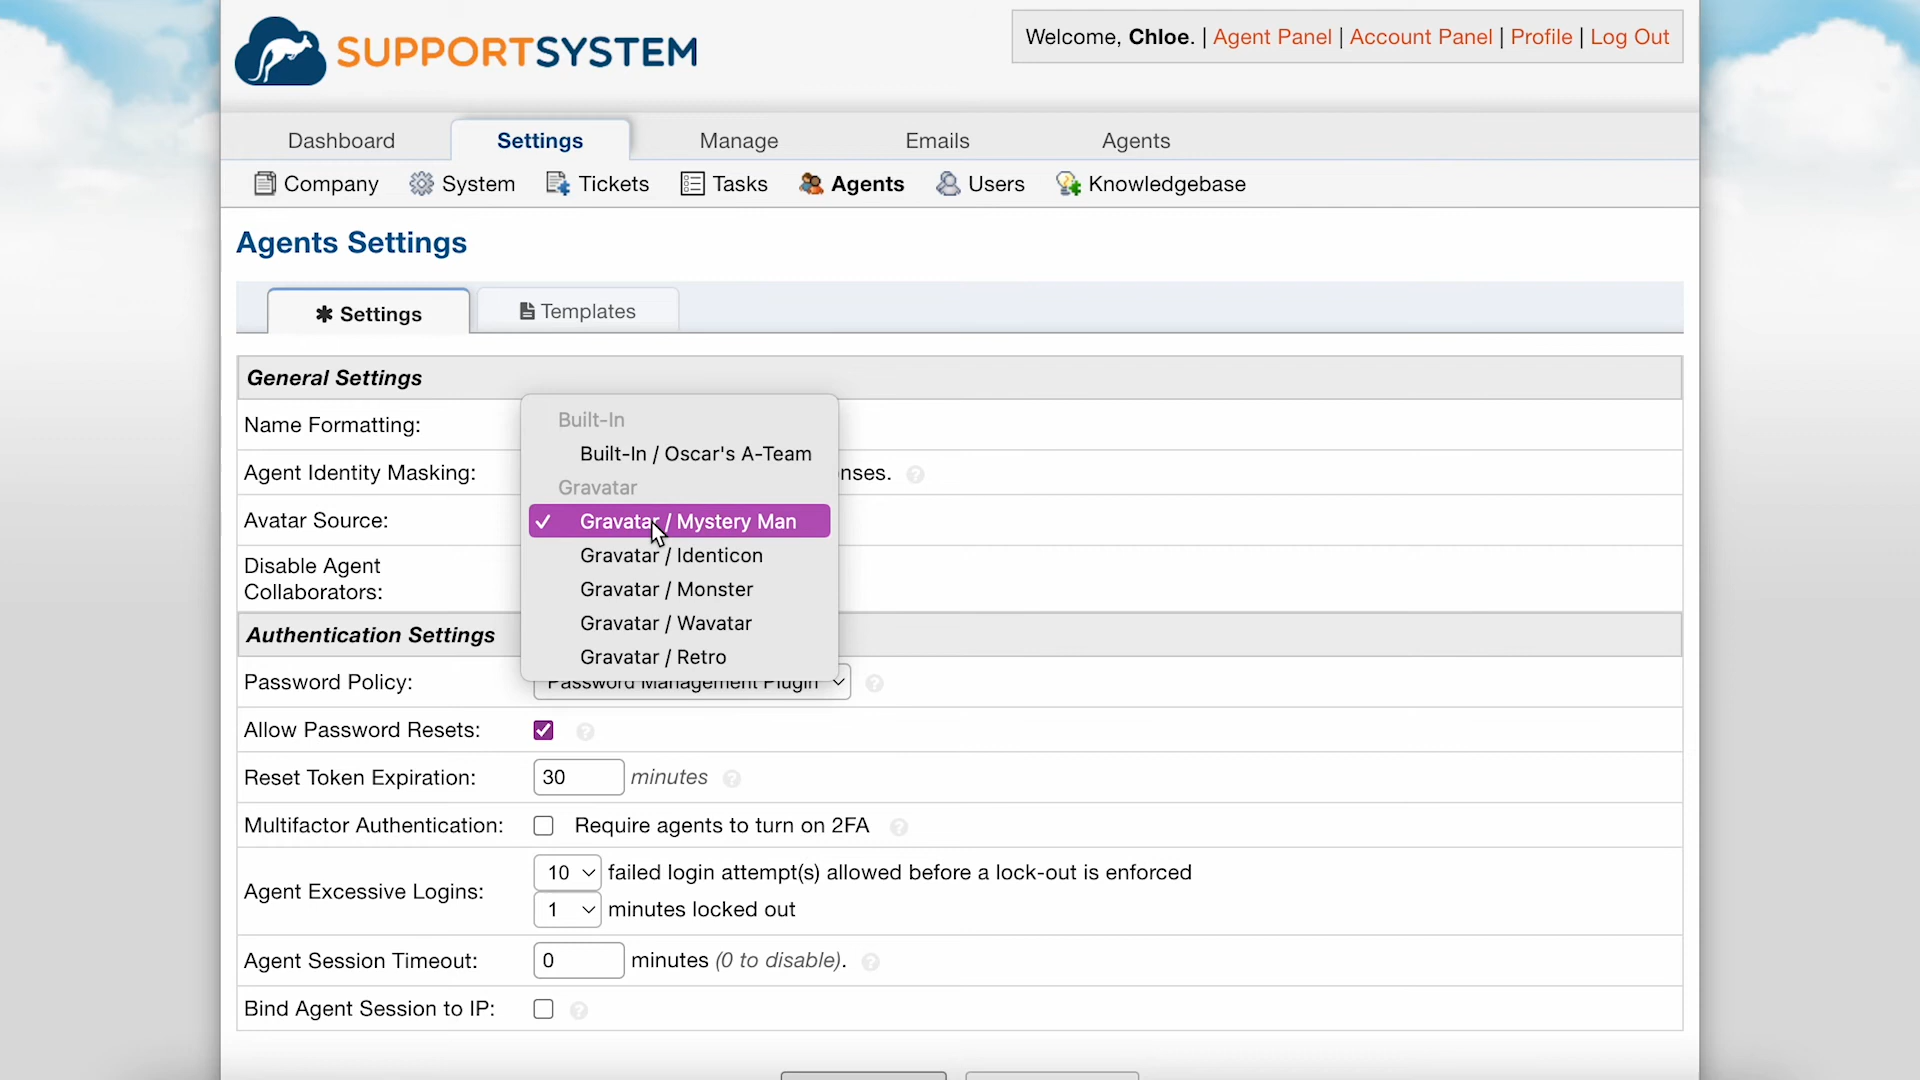 SUPPORTSYSTEM
Welcome, Chloe. | Agent Panel | Account Panel | Profile | Log Out
Dashboard Settings Manage Emails Agents
Company System Tickets Tasks Agents Users Knowledgebase
Agents Settings
Settings Templates
General Settings
Name Formatting:
Agent Identity Masking: nses.
Avatar Source:
Disable Agent
Collaborators:
Built-In
Built-In / Oscar's A-Team
Gravatar
✓ Gravatar / Mystery Man
Gravatar / Identicon
Gravatar / Monster
Gravatar / Wavatar
Gravatar / Retro
Authentication Settings
Password Policy: Password Management Plugin
Allow Password Resets:
Reset Token Expiration: 30 minutes
Multifactor Authentication: Require agents to turn on 2FA
Agent Excessive Logins: 10 failed login attempt(s) allowed before a lock-out is enforced
1 minutes locked out
Agent Session Timeout: 0 minutes (0 to disable).
Bind Agent Session to IP: